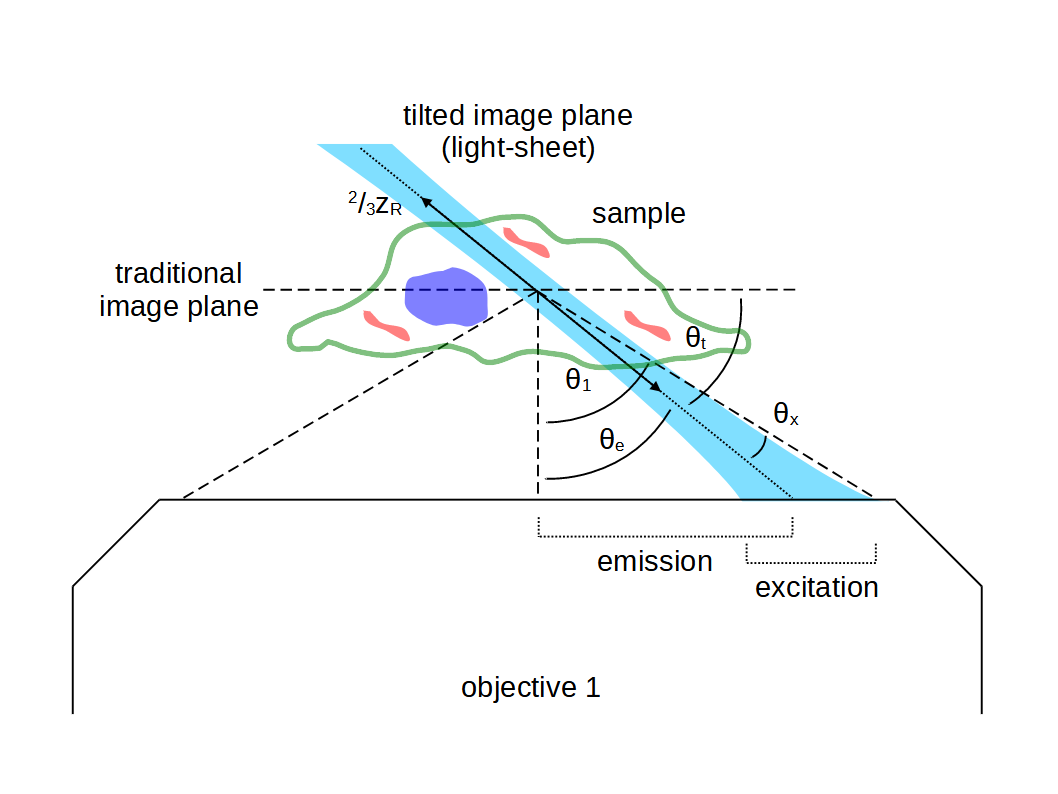 tilted image plane
(light-sheet)
²/₃zR
sample
traditional
image plane
θt
θ1
θx
θe
emission
excitation
objective 1